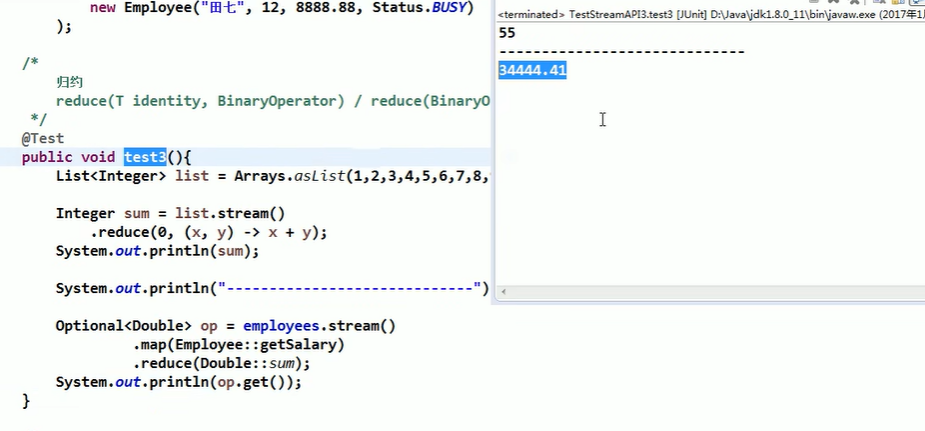 new Employee("田七", 12, 8888.88, Status.BUSY)
);
/*
归约
reduce(T identity, BinaryOperator) / reduce(BinaryO
*/
@Test
public void test3(){
List<Integer> list = Arrays.asList(1,2,3,4,5,6,7,8,
Integer sum = list.stream()
.reduce(0, (x, y) -> x + y);
System.out.println(sum);
System.out.println("-----------------------------")
Optional<Double> op = employees.stream()
.map(Employee::getSalary)
.reduce(Double::sum);
System.out.println(op.get());
}
<terminated> TestStreamAPI3.test3 [JUnit] D:\Java\jdk1.8.0_11\bin\javaw.exe (2017年1
55
-----------------------------
34444.41